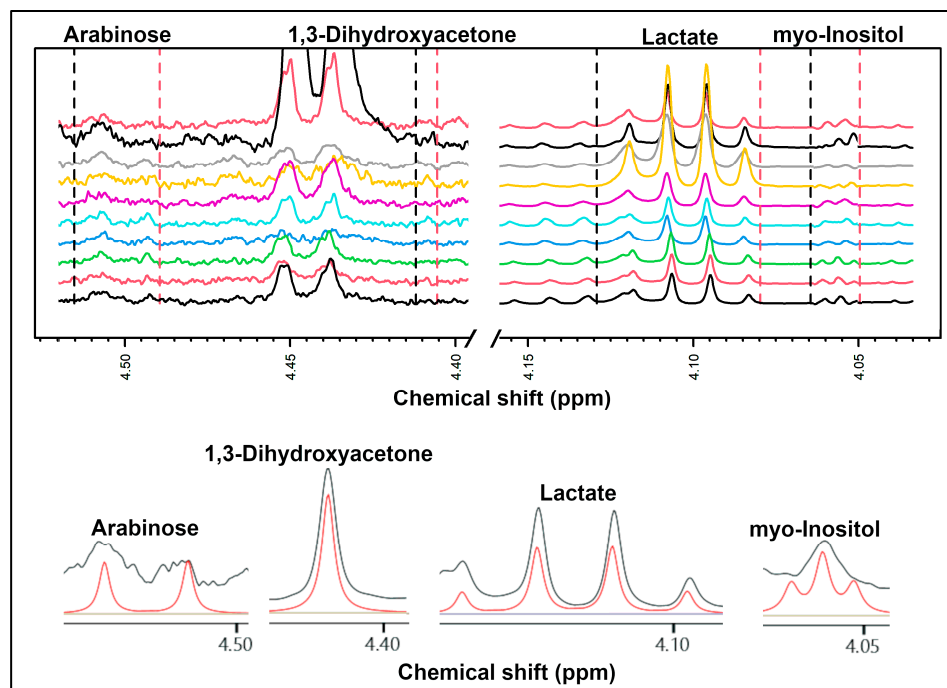 Arabinose 1,3-Dihydroxyacetone Lactate myo-Inositol
4.50 4.45 4.40 4.15 4.10 4.05
Chemical shift (ppm)
1,3-Dihydroxyacetone
Arabinose Lactate myo-Inositol
4.50 4.40 4.10 4.05
Chemical shift (ppm)